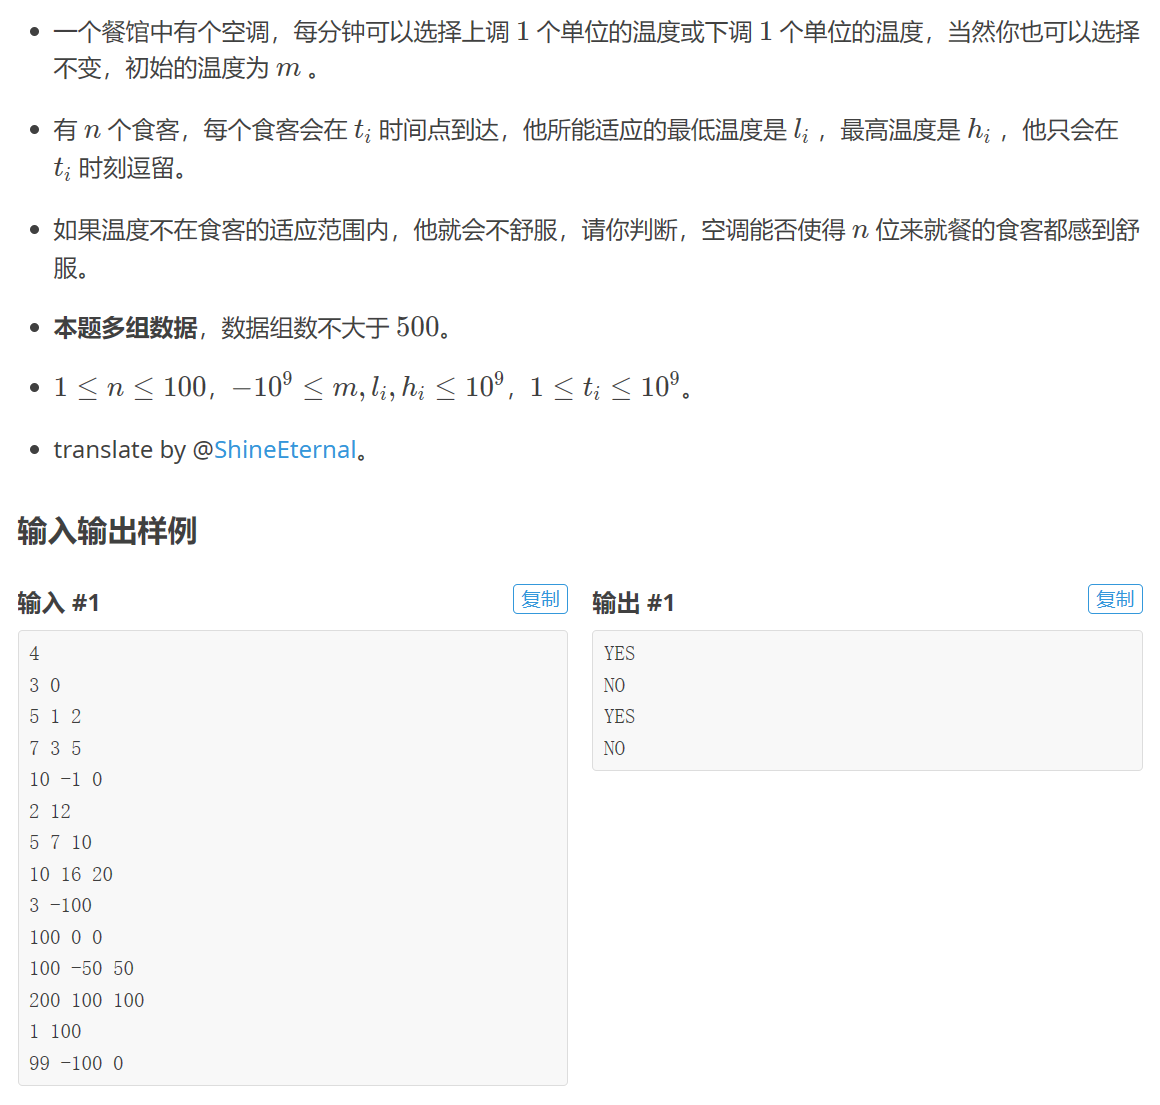 一个餐馆中有个空调，每分钟可以选择上调 1 个单位的温度或下调 1 个单位的温度，当然你也可以选择
不变，初始的温度为 m 。
有 n 个食客，每个食客会在 t_i 时间点到达，他所能适应的最低温度是 l_i ，最高温度是 h_i ，他只会在
t_i 时刻逗留。
如果温度不在食客的适应范围内，他就会不舒服，请你判断，空调能否使得 n 位来就餐的食客都感到舒
服。
本题多组数据，数据组数不大于 500。
1 ≤ n ≤ 100，−10^9 ≤ m, l_i, h_i ≤ 10^9，1 ≤ t_i ≤ 10^9。
translate by @ShineEternal。
输入输出样例
输入 #1
复制
4
3 0
5 1 2
7 3 5
10 -1 0
2 12
5 7 10
10 16 20
3 -100
100 0 0
100 -50 50
200 100 100
1 100
99 -100 0
输出 #1
复制
YES
NO
YES
NO